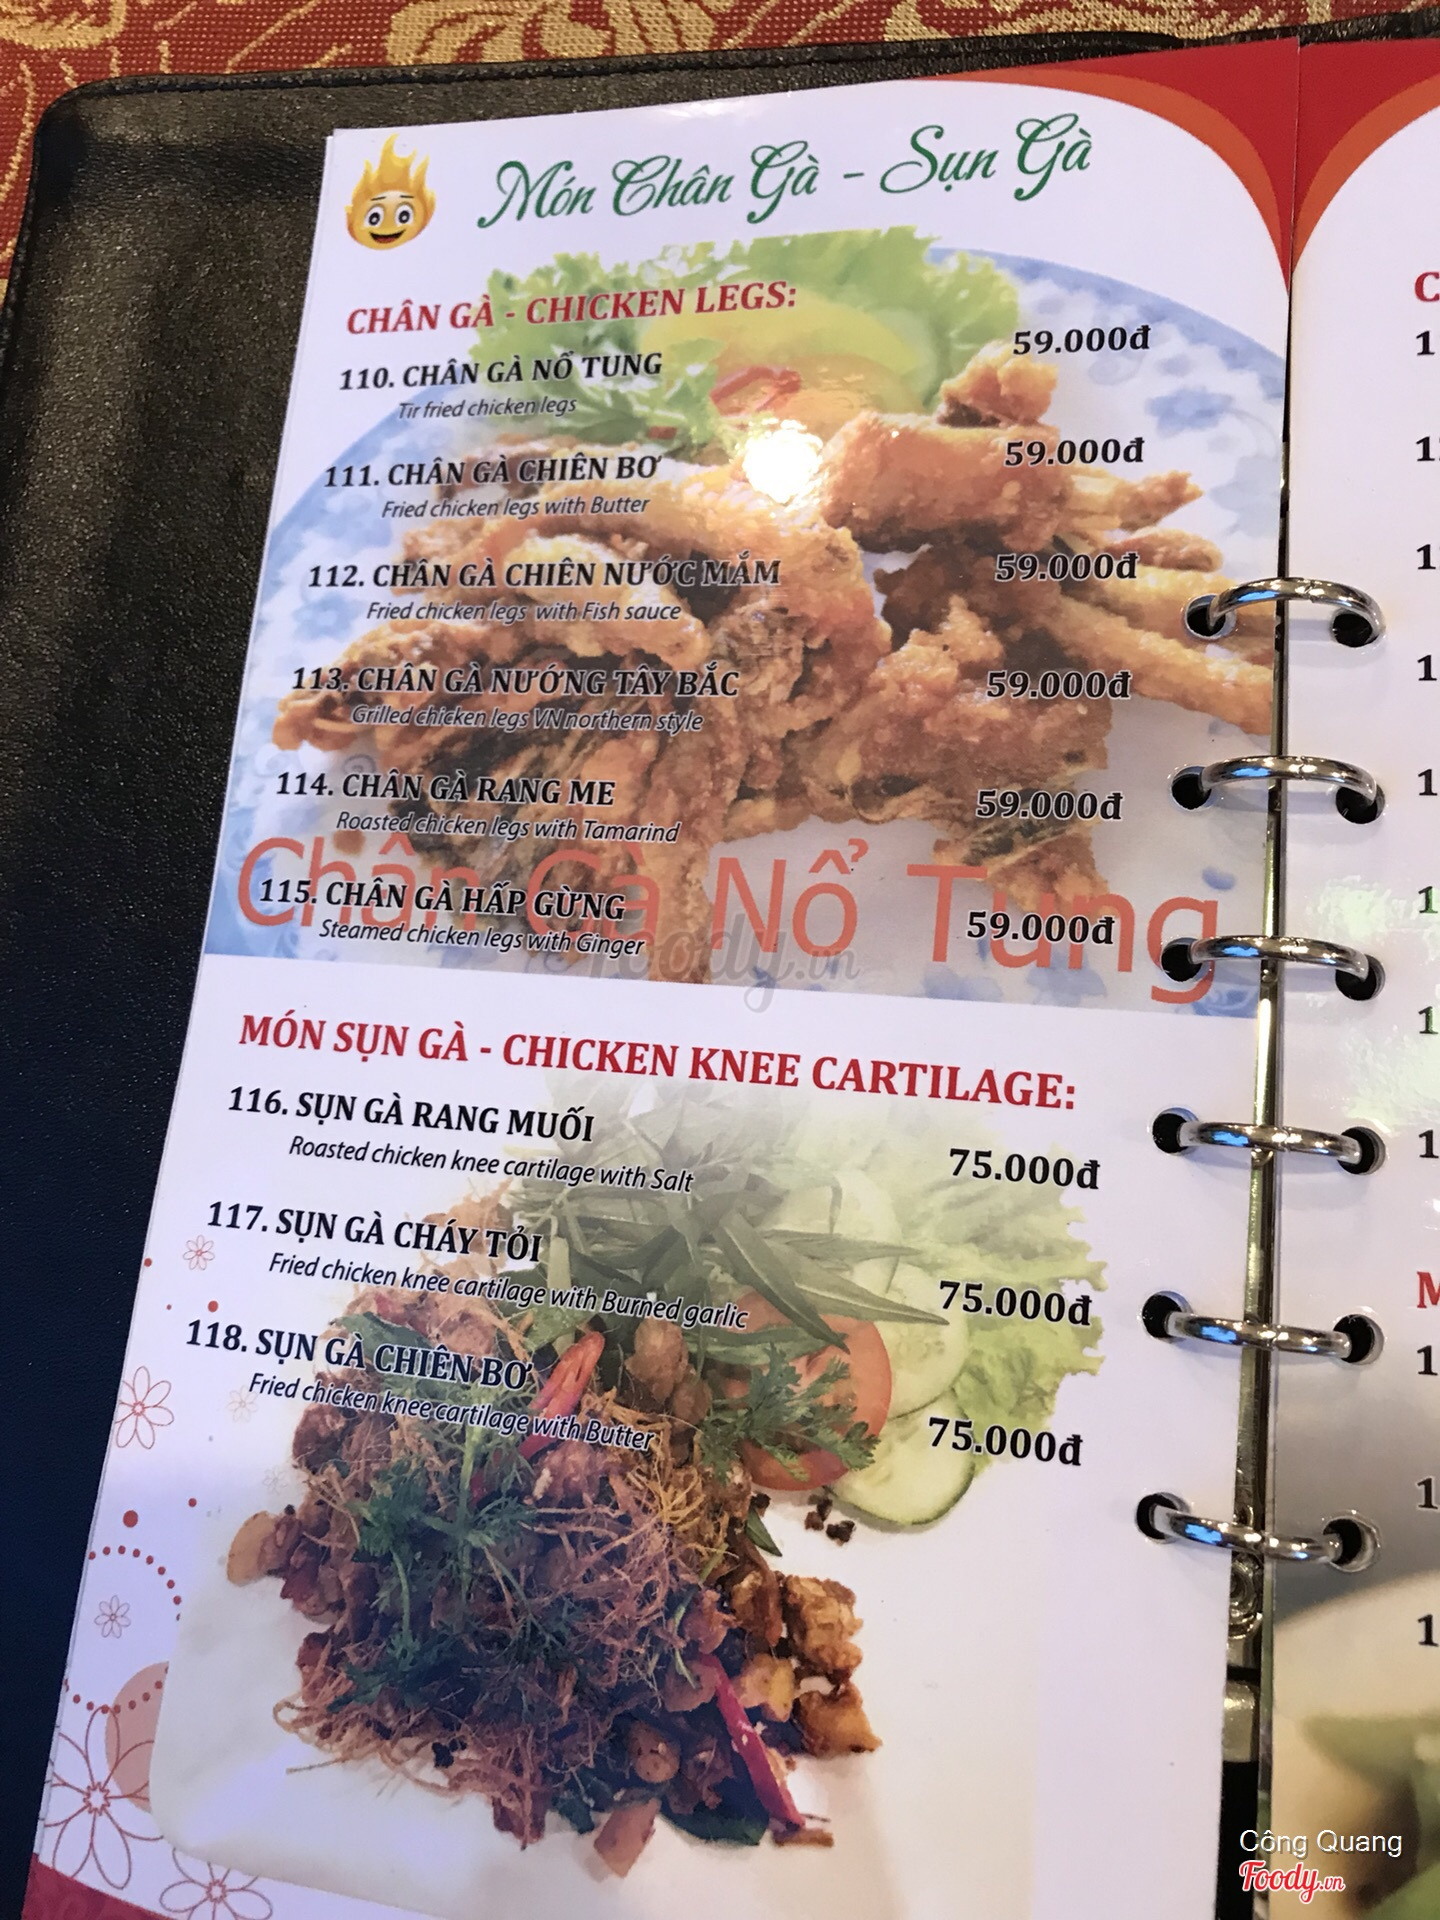 Món Chân Gà - Sụn Gà
CHÂN GÀ - CHICKEN LEGS:
110. CHÂN GÀ NỔ TUNG 59.000đ
Tir fried chicken legs
111. CHÂN GÀ CHIÊN BƠ 59.000đ
Fried chicken legs with Butter
112. CHÂN GÀ CHIÊN NƯỚC MẮM 59.000đ
Fried chicken legs with Fish sauce
113. CHÂN GÀ NƯỚNG TÂY BẮC 59.000đ
Grilled chicken legs VN northern style
114. CHÂN GÀ RANG ME 59.000đ
Roasted chicken legs with Tamarind
Chân Gà Nổ Tung
115. CHÂN GÀ HẤP GỪNG 59.000đ
Steamed chicken legs with Ginger
Foody.vn
MÓN SỤN GÀ - CHICKEN KNEE CARTILAGE:
116. SỤN GÀ RANG MUỐI 75.000đ
Roasted chicken knee cartilage with Salt
117. SỤN GÀ CHÁY TỎI 75.000đ
Fried chicken knee cartilage with Burned garlic
118. SỤN GÀ CHIÊN BƠ 75.000đ
Fried chicken knee cartilage with Butter
Công Quang
Foody.vn